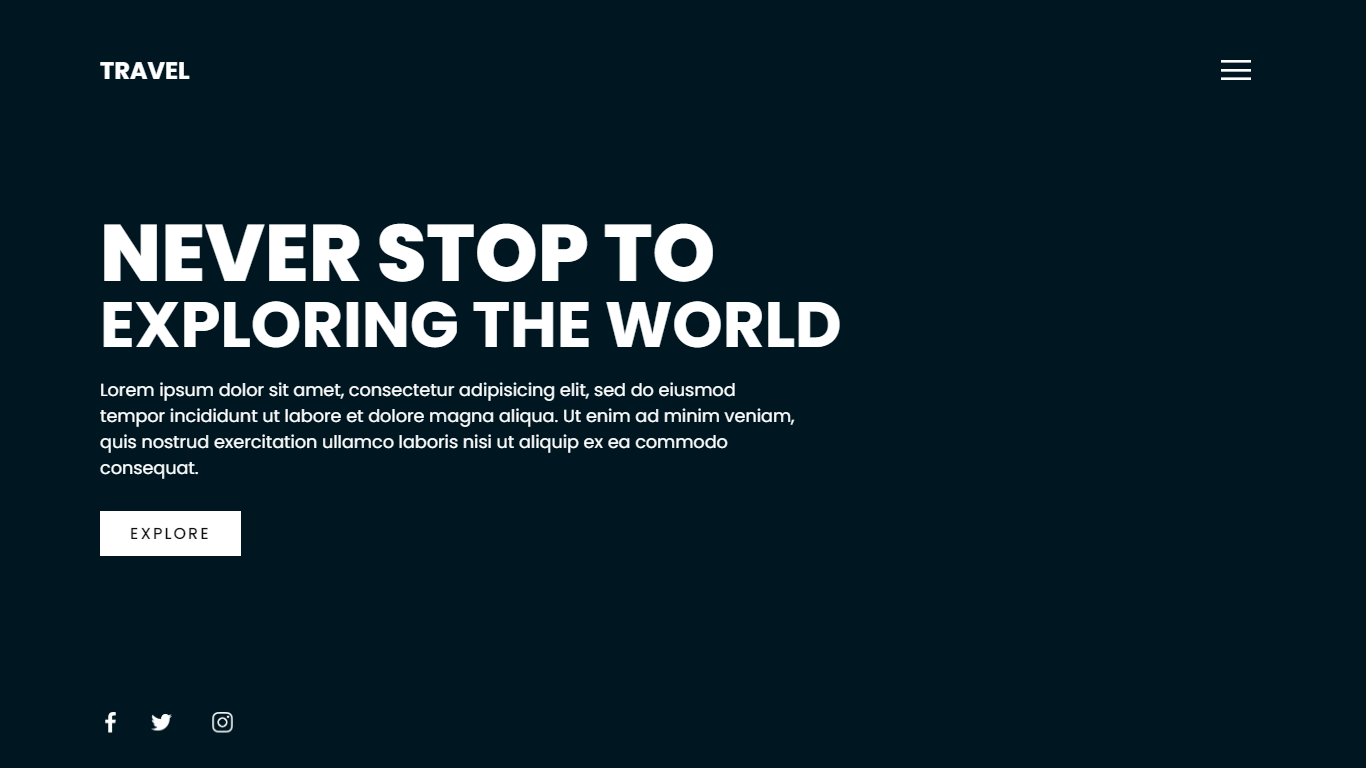 TRAVEL
NEVER STOP TO
EXPLORING THE WORLD
Lorem ipsum dolor sit amet, consectetur adipisicing elit, sed do eiusmod
tempor incididunt ut labore et dolore magna aliqua. Ut enim ad minim veniam,
quis nostrud exercitation ullamco laboris nisi ut aliquip ex ea commodo
consequat.
EXPLORE